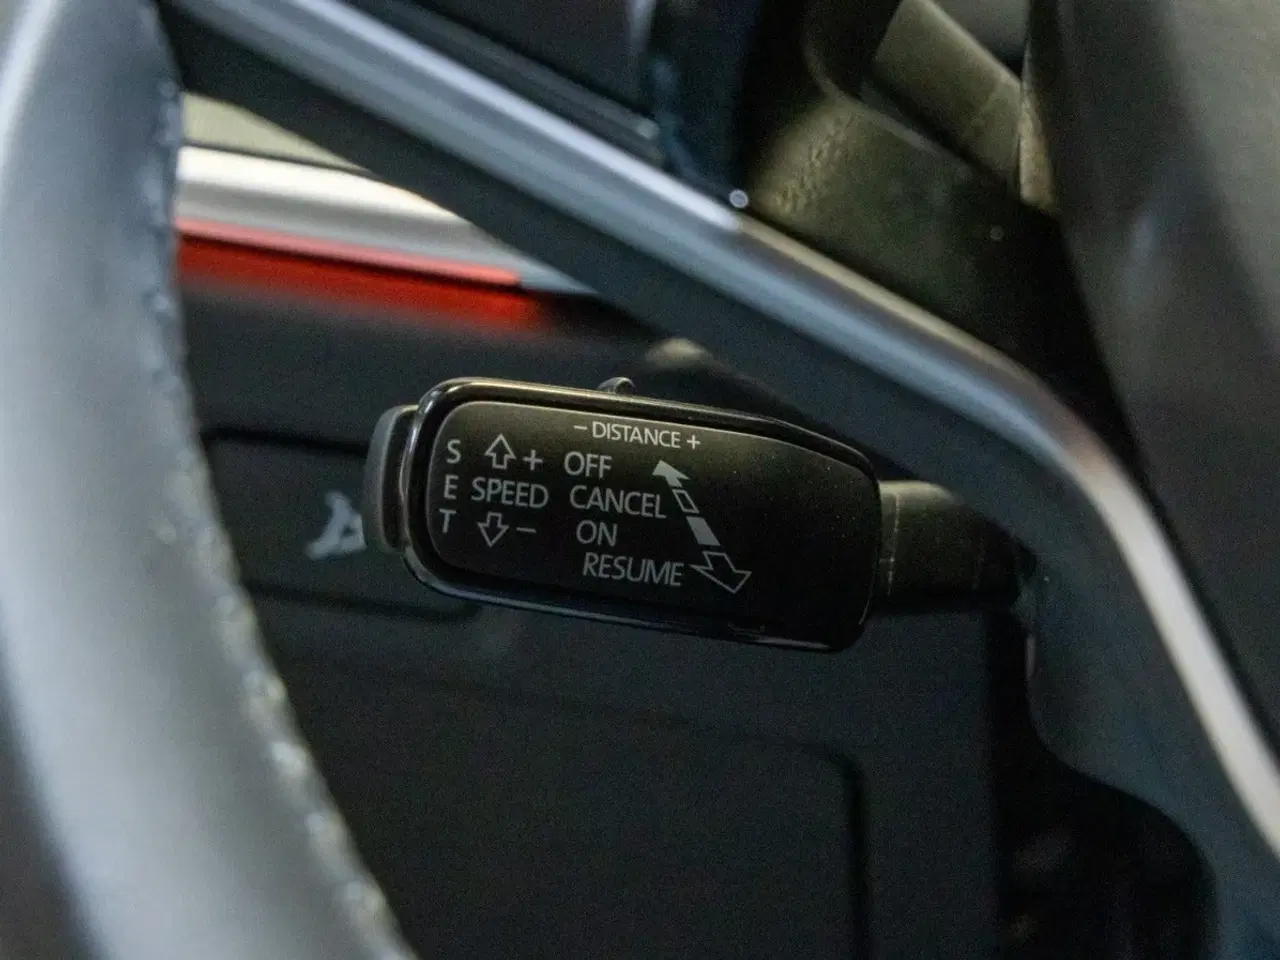 − DISTANCE +
S + OFF
E SPEED CANCEL
T − ON
RESUME